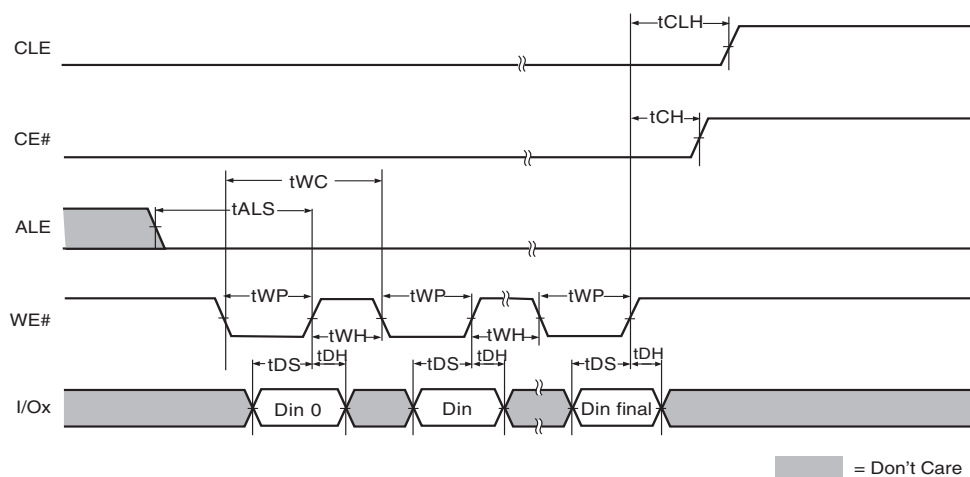 tCLH
CLE
tCH
CE#
tWC
tALS
ALE
tWP tWP tWP
WE#
tWH tWH
tDS tDH tDS tDH tDS tDH
I/Ox Din 0 Din Din final
= Don't Care